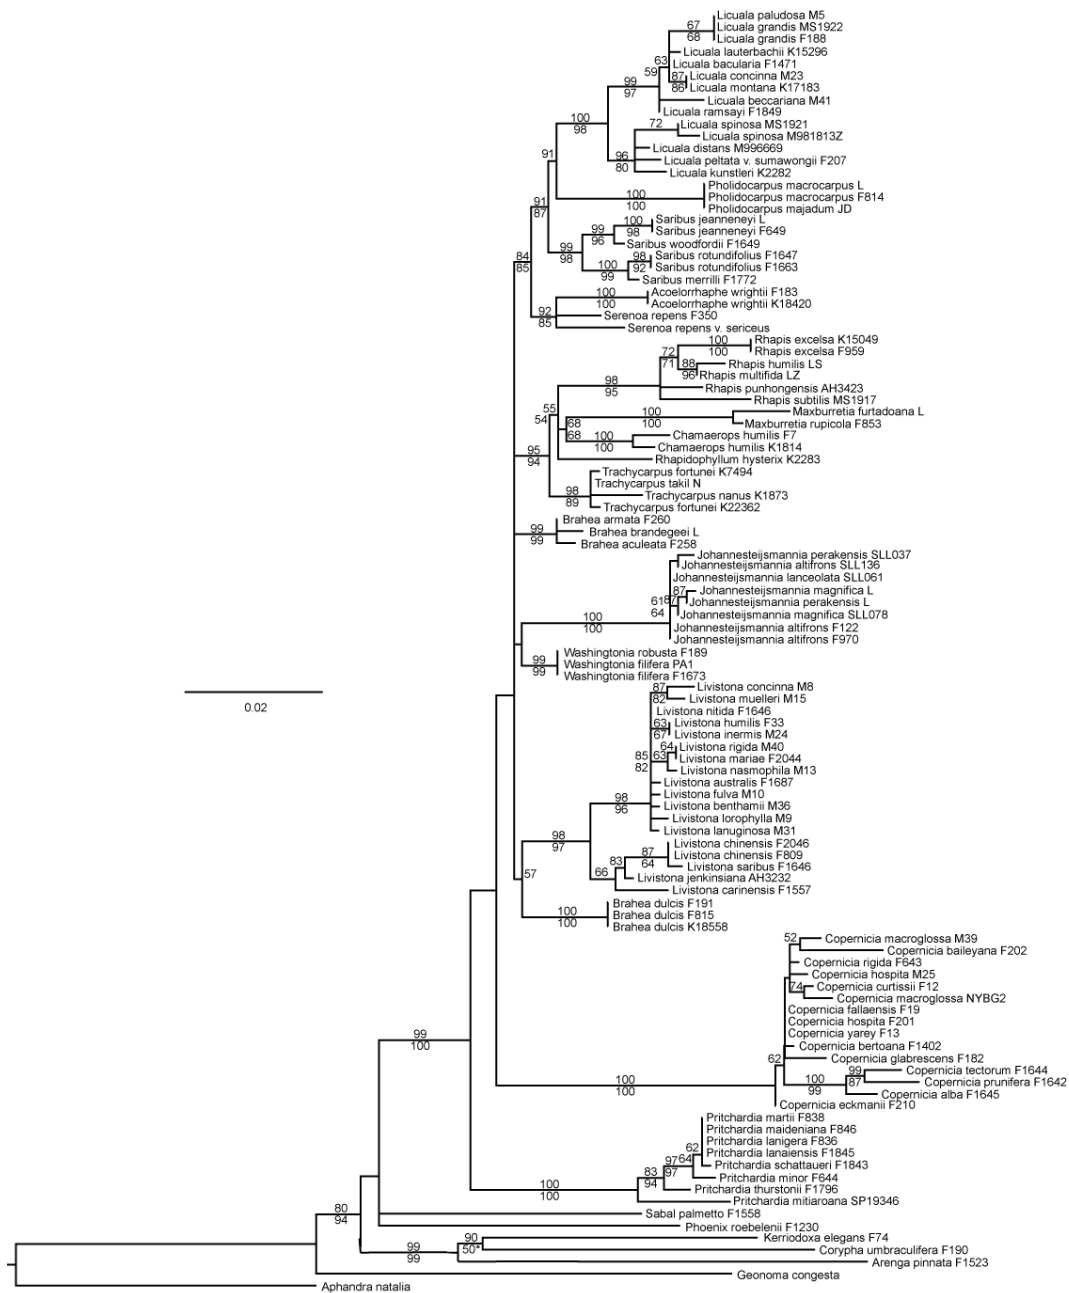 Licuala paludosa M5
67
Licuala grandis MS1922
68
Licuala grandis F188
Licuala lauterbachii K15296
63
Licuala bacularia F1471
59
87
Licuala concinna M23
99
86
Licuala montana K17183
97
Licuala beccariana M41
Licuala ramsayi F1849
100
72
Licuala spinosa MS1921
98
Licuala spinosa M981813Z
Licuala distans M996669
91
96
Licuala peltata v. sumawongii F207
80
Licuala kunstleri K2282
Pholidocarpus macrocarpus L
100
Pholidocarpus macrocarpus F814
91
100
Pholidocarpus majadum JD
87
Saribus jeanneneyi L
100
99
98
Saribus jeanneneyi F649
96
Saribus woodfordii F1649
99
98
98
Saribus rotundifolius F1647
84
100
92
Saribus rotundifolius F1663
85
99
Saribus merrilli F1772
100
Acoelorrhaphe wrightii F183
100
Acoelorrhaphe wrightii K18420
92
Serenoa repens F350
85
Serenoa repens v. sericeus
100
Rhapis excelsa K15049
72
100
Rhapis excelsa F959
71
88
Rhapis humilis LS
96
Rhapis multifida LZ
98
95
Rhapis punhongensis AH3423
Rhapis subtilis MS1917
55
100
Maxburretia furtadoana L
54
68
100
Maxburretia rupicola F853
68
100
Chamaerops humilis F7
95
100
Chamaerops humilis K1814
94
Rhapidophyllum hysterix K2283
Trachycarpus fortunei K7494
Trachycarpus takil N
98
Trachycarpus nanus K1873
89
Trachycarpus fortunei K22362
Brahea armata F260
99
Brahea brandegeei L
99
Brahea aculeata F258
Johannesteijsmannia perakensis SLL037
Johannesteijsmannia altifrons SLL136
Johannesteijsmannia lanceolata SLL061
87
Johannesteijsmannia magnifica L
61
87
Johannesteijsmannia perakensis L
64
Johannesteijsmannia magnifica SLL078
100
100
Johannesteijsmannia altifrons F122
Johannesteijsmannia altifrons F970
Washingtonia robusta F189
99
Washingtonia filifera PA1
99
Washingtonia filifera F1673
87
Livistona concinna M8
82
Livistona muelleri M15
0.02
Livistona nitida F1646
63
Livistona humilis F33
67
Livistona inermis M24
64
Livistona rigida M40
85
63
Livistona mariae F2044
82
Livistona nasmophila M13
Livistona australis F1687
98
Livistona fulva M10
96
Livistona benthamii M36
Livistona lorophylla M9
Livistona lanuginosa M31
98
Livistona chinensis F2046
97
87
Livistona chinensis F809
83
64
Livistona saribus F1646
57
66
Livistona jenkinsiana AH3232
Livistona carinensis F1557
Brahea dulcis F191
100
Brahea dulcis F815
100
Brahea dulcis K18558
52
Copernicia macroglossa M39
Copernicia baileyana F202
Copernicia rigida F643
Copernicia hospita M25
74
Copernicia curtissii F12
Copernicia macroglossa NYBG2
Copernicia fallaensis F19
Copernicia hospita F201
Copernicia yarey F13
99
Copernicia bertoana F1402
100
62
Copernicia glabrescens F182
99
Copernicia tectorum F1644
100
100
87
Copernicia prunifera F1642
100
99
Copernicia alba F1645
Copernicia eckmanii F210
Pritchardia martii F838
Pritchardia maideniana F846
Pritchardia lanigera F836
62
Pritchardia lanaiensis F1845
97
64
Pritchardia schattaueri F1843
83
97
Pritchardia minor F644
100
94
Pritchardia thurstonii F1796
100
Pritchardia mitiaroana SP19346
80
Sabal palmetto F1558
94
Phoenix roebelenii F1230
90
Kerriodoxa elegans F74
99
50*
Corypha umbraculifera F190
99
Arenga pinnata F1523
Geonoma congesta
Aphandra natalia